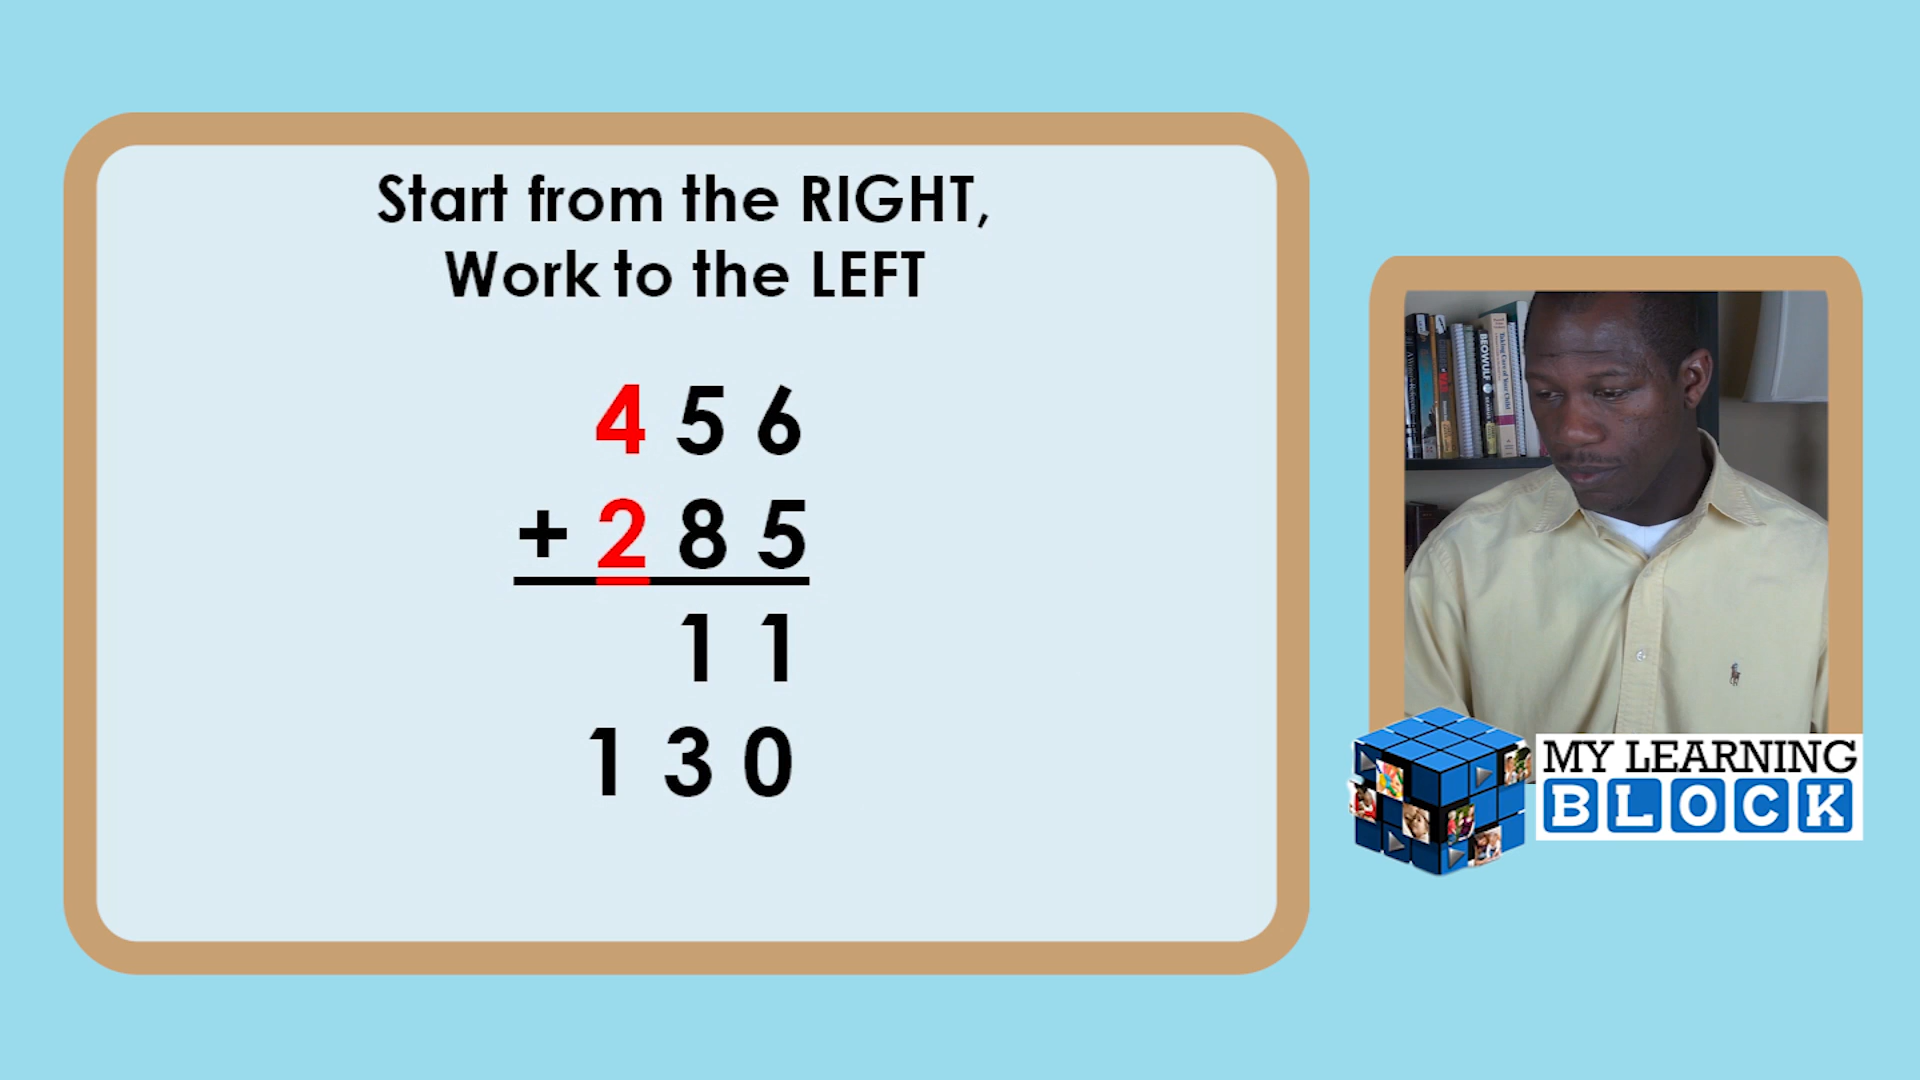 Start from the RIGHT,
Work to the LEFT
4 5 6
+ 2 8 5
1 1
1 3 0
BEOWULF
MY LEARNING
BLOCK